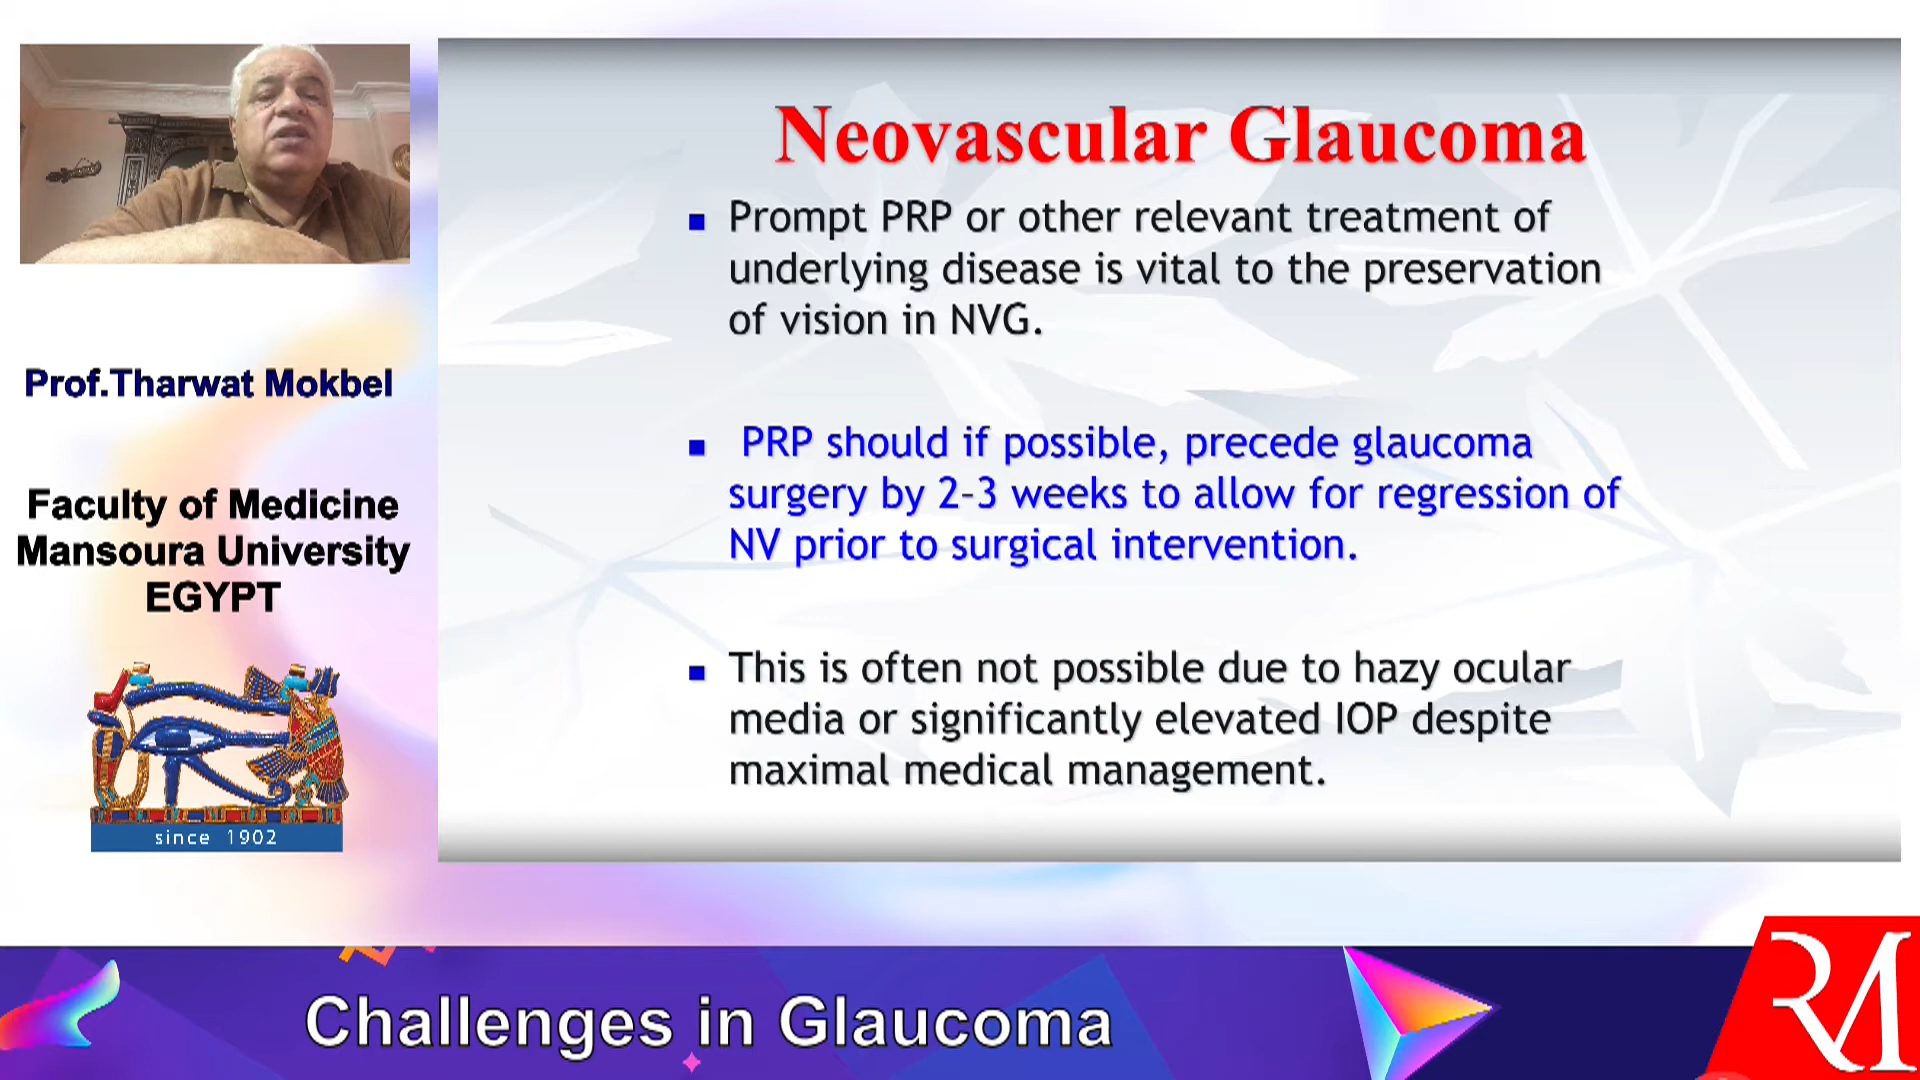 Prof.Tharwat Mokbel
Faculty of Medicine
Mansoura University
EGYPT
since 1902
Neovascular Glaucoma
Prompt PRP or other relevant treatment of
underlying disease is vital to the preservation
of vision in NVG.
PRP should if possible, precede glaucoma
surgery by 2-3 weeks to allow for regression of
NV prior to surgical intervention.
This is often not possible due to hazy ocular
media or significantly elevated IOP despite
maximal medical management.
Challenges in Glaucoma
RM